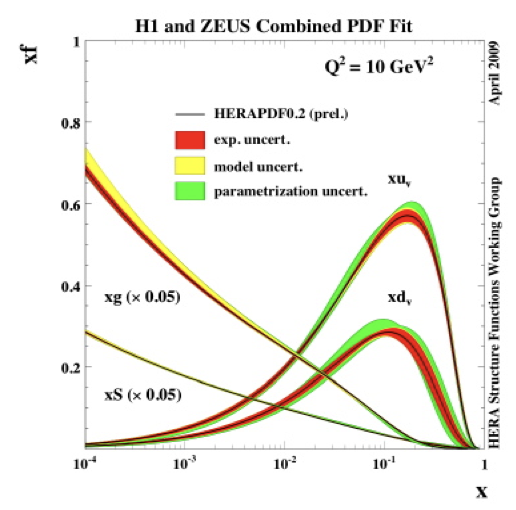 H1 and ZEUS Combined PDF Fit
xf
1
0.8
0.6
0.4
0.2
Q² = 10 GeV²
HERAPDF0.2 (prel.)
exp. uncert.
model uncert.
parametrization uncert.
xuᵥ
xdᵥ
xg (× 0.05)
xS (× 0.05)
10⁻⁴ 10⁻³ 10⁻² 10⁻¹ 1
x
HERA Structure Functions Working Group April 2009